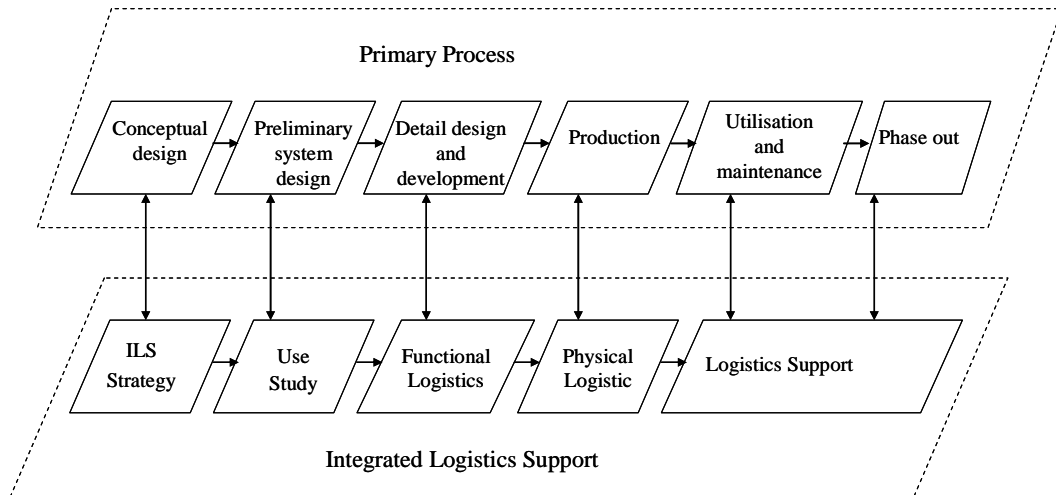 Primary Process
Conceptual
design
Preliminary
system
design
Detail design
and
development
Production
Utilisation
and
maintenance
Phase out
ILS
Strategy
Use
Study
Functional
Logistics
Physical
Logistic
Logistics Support
Integrated Logistics Support